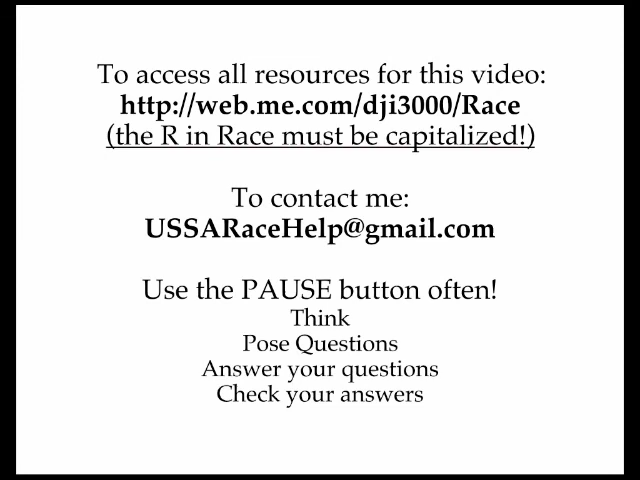 To access all resources for this video:
http://web.me.com/dji3000/Race
(the R in Race must be capitalized!)
To contact me:
USSARaceHelp@gmail.com
Use the PAUSE button often!
Think
Pose Questions
Answer your questions
Check your answers